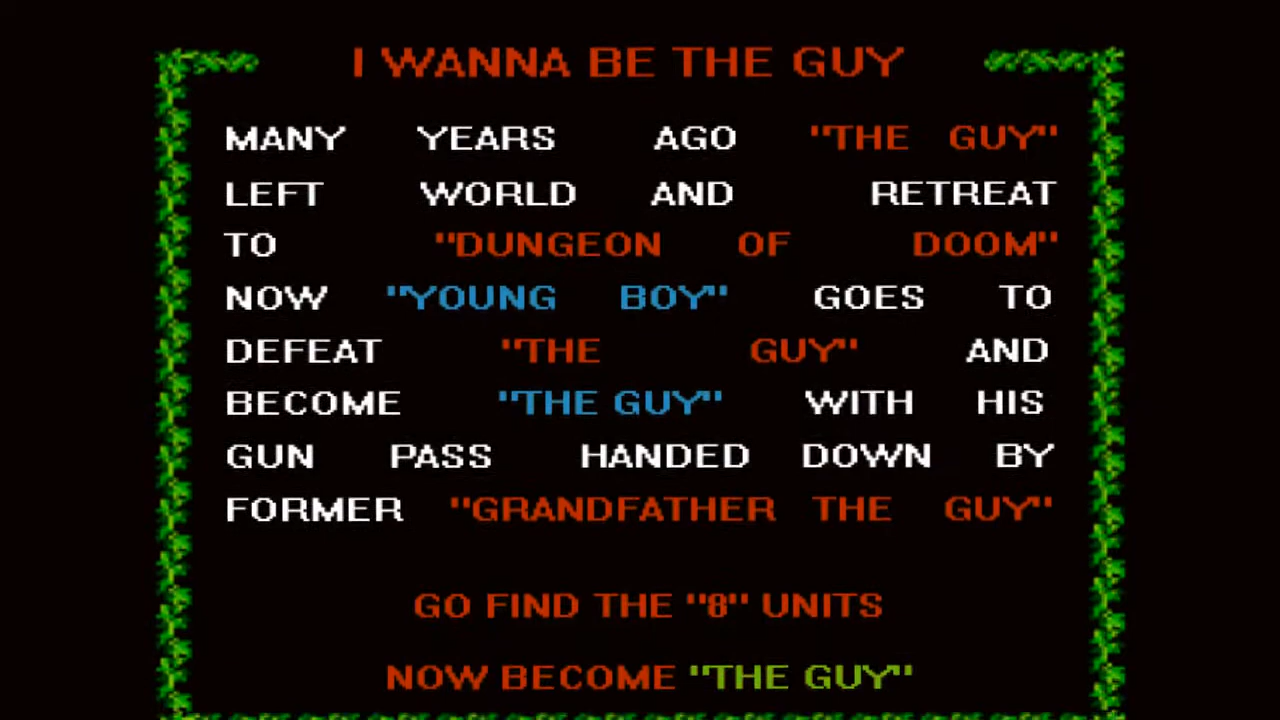 I WANNA BE THE GUY
MANY YEARS AGO "THE GUY"
LEFT WORLD AND RETREAT
TO "DUNGEON OF DOOM"
NOW "YOUNG BOY" GOES TO
DEFEAT "THE GUY" AND
BECOME "THE GUY" WITH HIS
GUN PASS HANDED DOWN BY
FORMER "GRANDFATHER THE GUY"
GO FIND THE "8" UNITS
NOW BECOME "THE GUY"